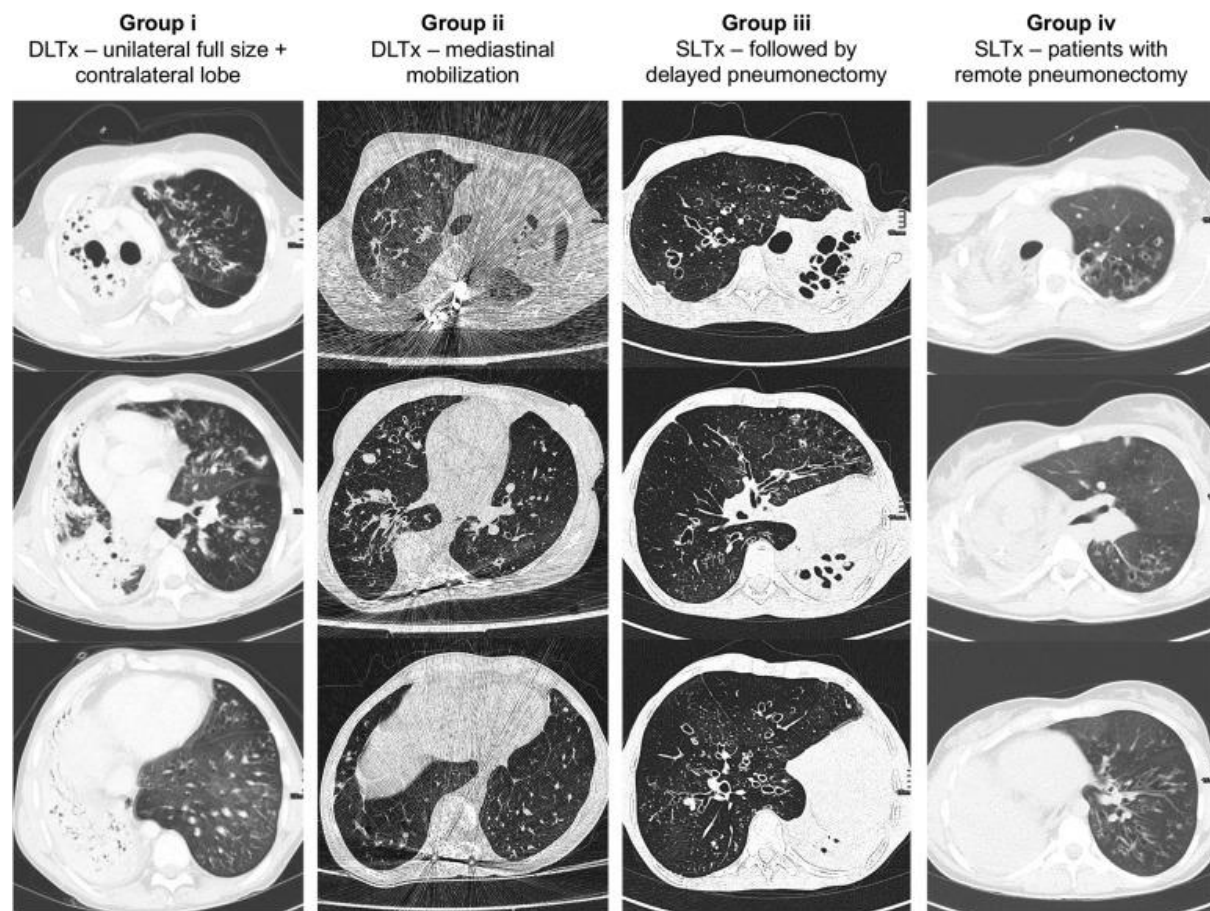 Group i
DLTx – unilateral full size +
contralateral lobe
Group ii
DLTx – mediastinal
mobilization
Group iii
SLTx – followed by
delayed pneumonectomy
Group iv
SLTx – patients with
remote pneumonectomy